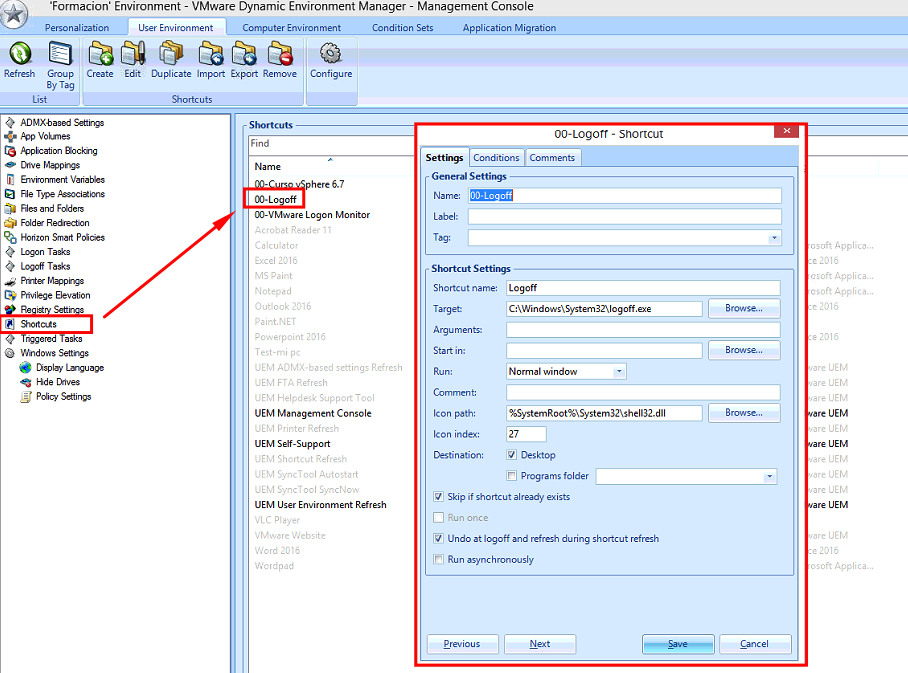 'Formacion' Environment - VMware Dynamic Environment Manager - Management Console
Personalization User Environment Computer Environment Condition Sets Application Migration
Refresh Group By Tag Create Edit Duplicate Import Export Remove Configure
List Shortcuts
ADMX-based Settings
App Volumes
Application Blocking
Drive Mappings
Environment Variables
File Type Associations
Files and Folders
Folder Redirection
Horizon Smart Policies
Logon Tasks
Logoff Tasks
Printer Mappings
Privilege Elevation
Registry Settings
Shortcuts
Triggered Tasks
Windows Settings
Display Language
Hide Drives
Policy Settings
Shortcuts
Find
Name
00-Curso vSphere 6.7
00-Logoff
00-VMware Logon Monitor
Acrobat Reader 11
Calculator
Excel 2016
MS Paint
Notepad
Outlook 2016
Paint.NET
Powerpoint 2016
Test-mi pc
UEM ADMX-based settings Refresh
UEM FTA Refresh
UEM Helpdesk Support Tool
UEM Management Console
UEM Printer Refresh
UEM Self-Support
UEM Shortcut Refresh
UEM SyncTool Autostart
UEM SyncTool SyncNow
UEM User Environment Refresh
VLC Player
VMware Website
Word 2016
Wordpad
00-Logoff - Shortcut
Settings Conditions Comments
General Settings
Name: 00-Logoff
Label:
Tag:
Shortcut Settings
Shortcut name: Logoff
Target: C:\Windows\System32\logoff.exe Browse...
Arguments:
Start in: Browse...
Run: Normal window
Comment:
Icon path: %SystemRoot%\System32\shell32.dll Browse...
Icon index: 27
Destination: Desktop
Programs folder
Skip if shortcut already exists
Run once
Undo at logoff and refresh during shortcut refresh
Run asynchronously
Previous Next Save Cancel
rosoft Applica...
ce 2016
rosoft Applica...
rosoft Applica...
ce 2016
ce 2016
ware UEM
ware UEM
ware UEM
ware UEM
ware UEM
ware UEM
ware UEM
ware UEM
ware UEM
ware UEM
ware UEM
ce 2016
rosoft Applica...